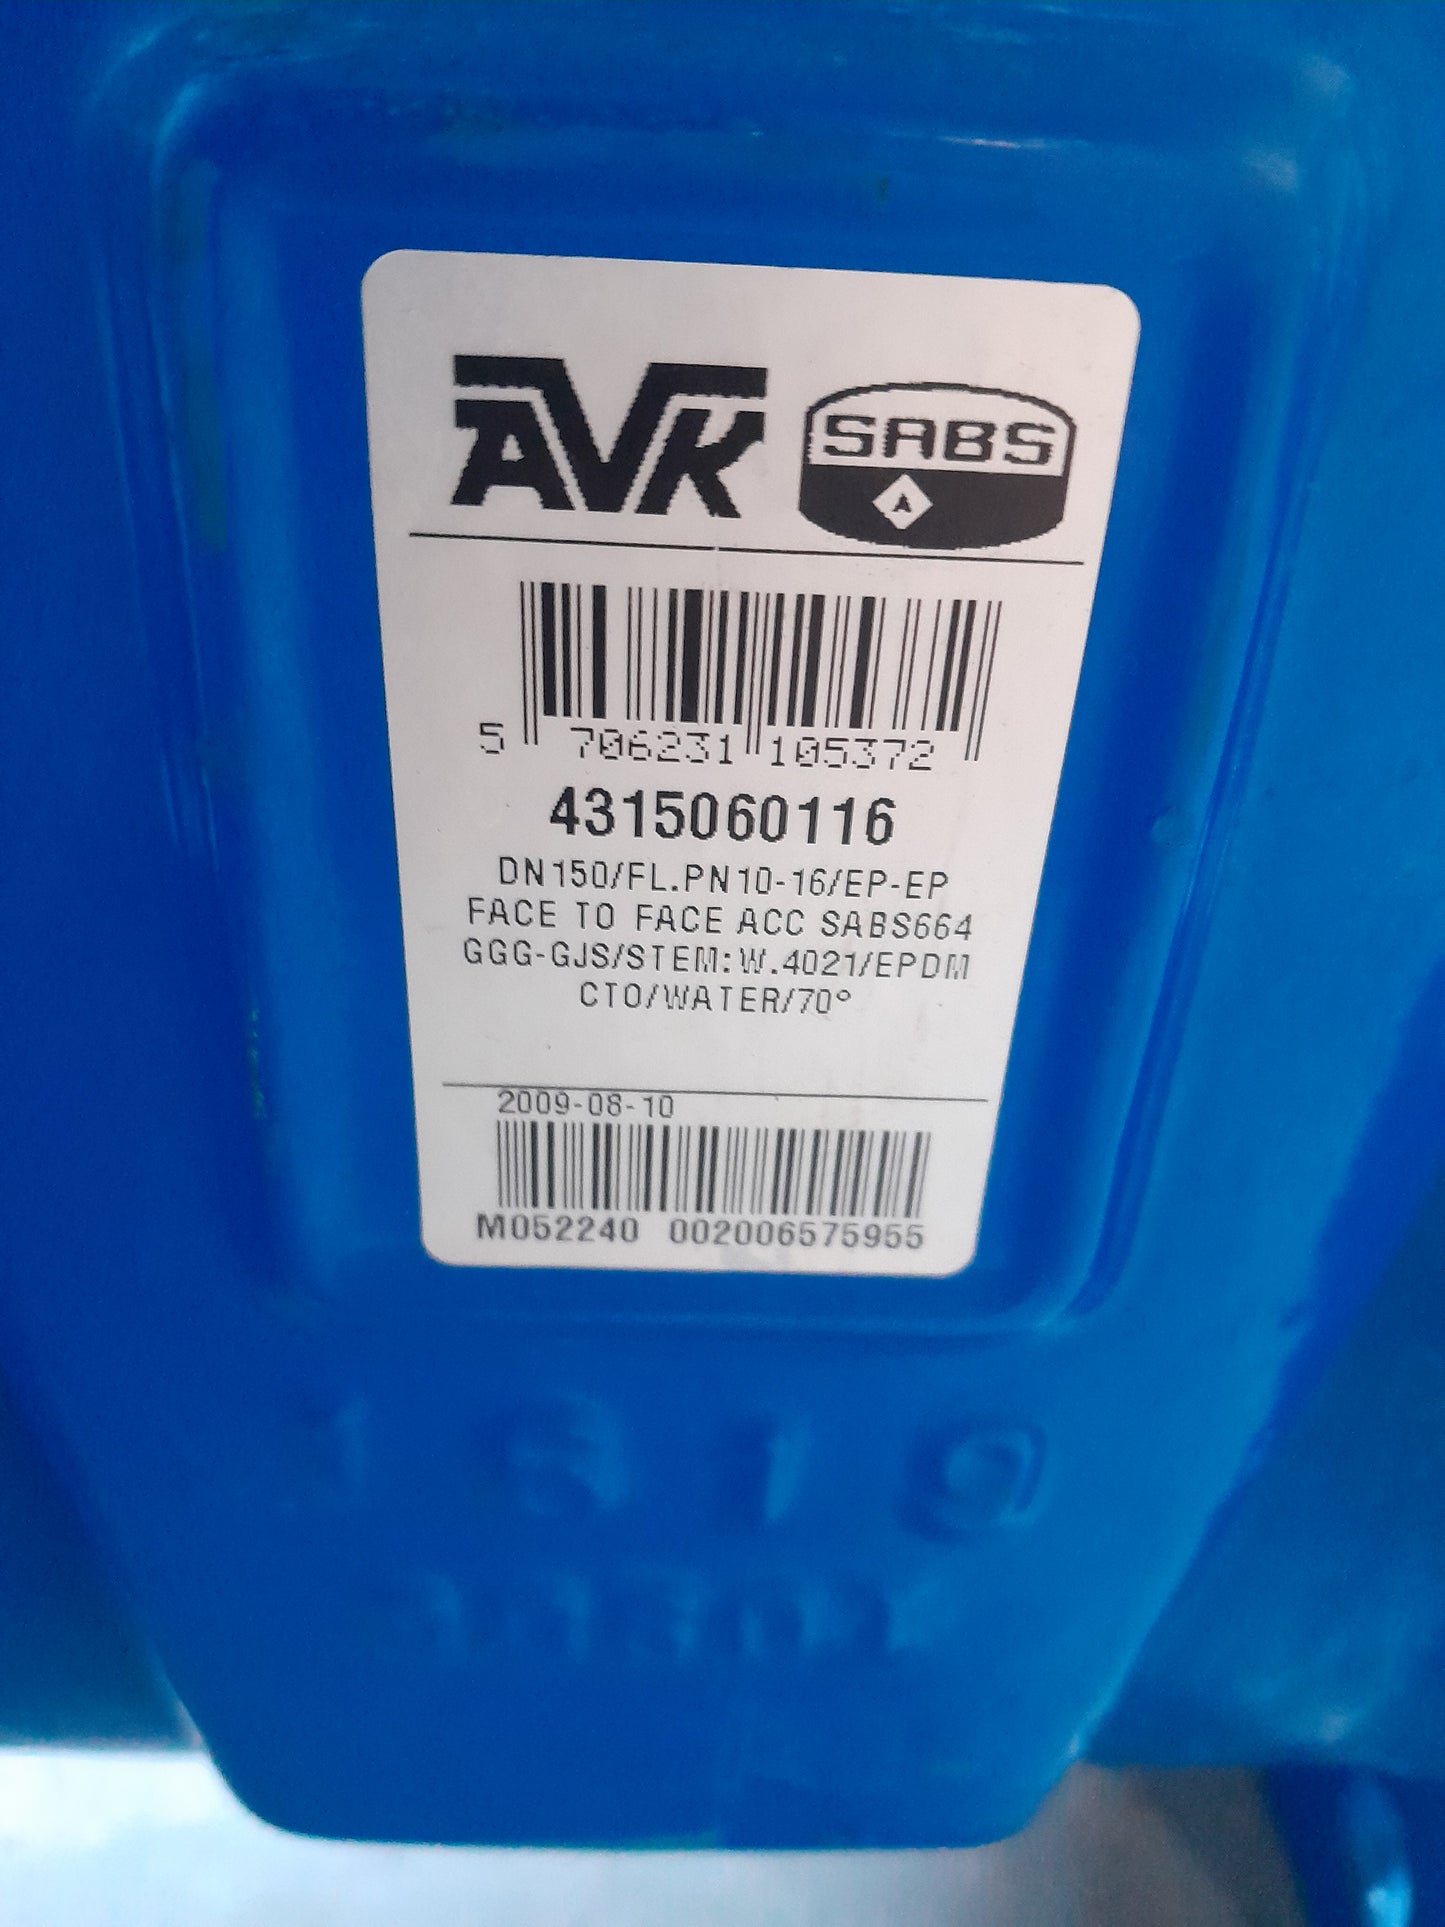 AVK SABS
5 706231 105372
4315060116
DN150/FL.PN10-16/EP-EP
FACE TO FACE ACC SABS664
GGG-GJS/STEM:W.4021/EPDM
CTO/WATER/70°
2009-08-10
M052240 002006575955